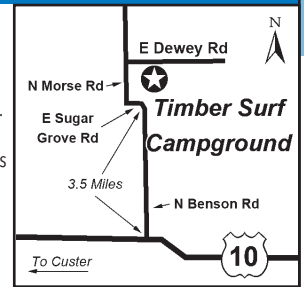 N
E Dewey Rd
N Morse Rd
Timber Surf
Campground
E Sugar
Grove Rd
3.5 Miles
N Benson Rd
10
To Custer
s